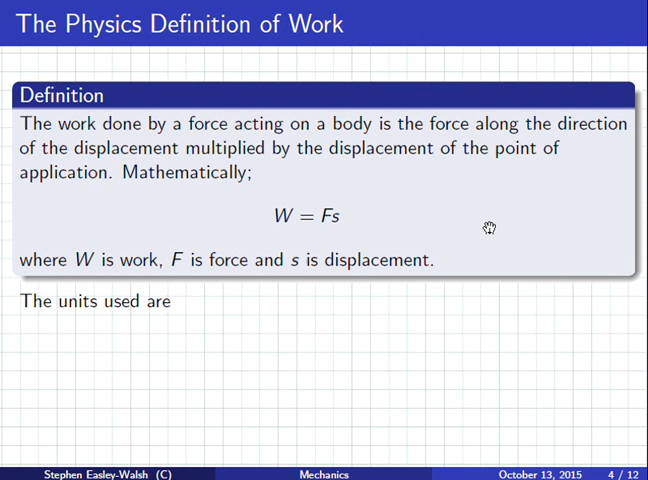 The Physics Definition of Work
Definition
The work done by a force acting on a body is the force along the direction
of the displacement multiplied by the displacement of the point of
application. Mathematically;
W = Fs
where W is work, F is force and s is displacement.
The units used are
Stephen Easley-Walsh (C) Mechanics October 13, 2015 4 / 12